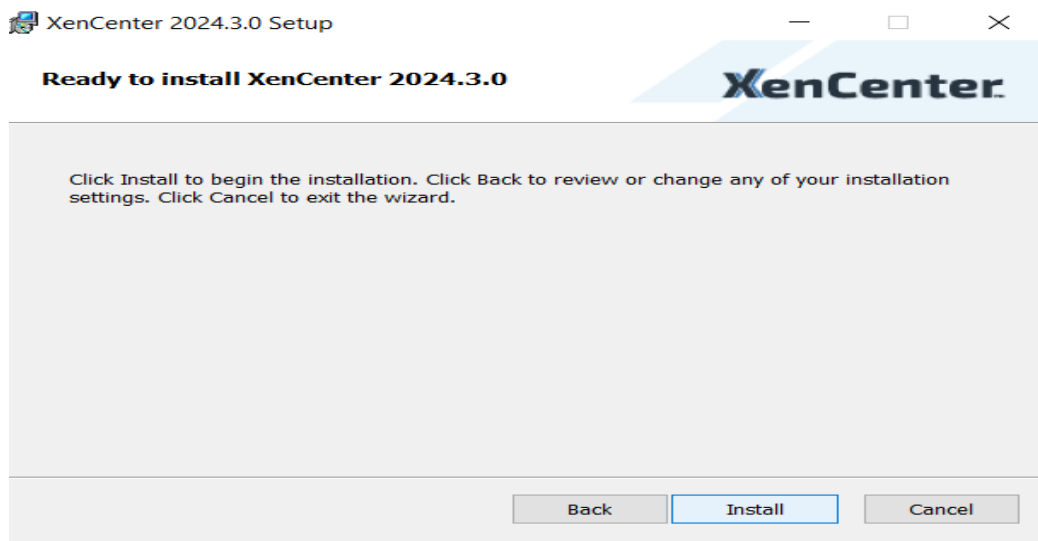 XenCenter 2024.3.0 Setup
Ready to install XenCenter 2024.3.0
XenCenter.
Click Install to begin the installation. Click Back to review or change any of your installation
settings. Click Cancel to exit the wizard.
Back Install Cancel